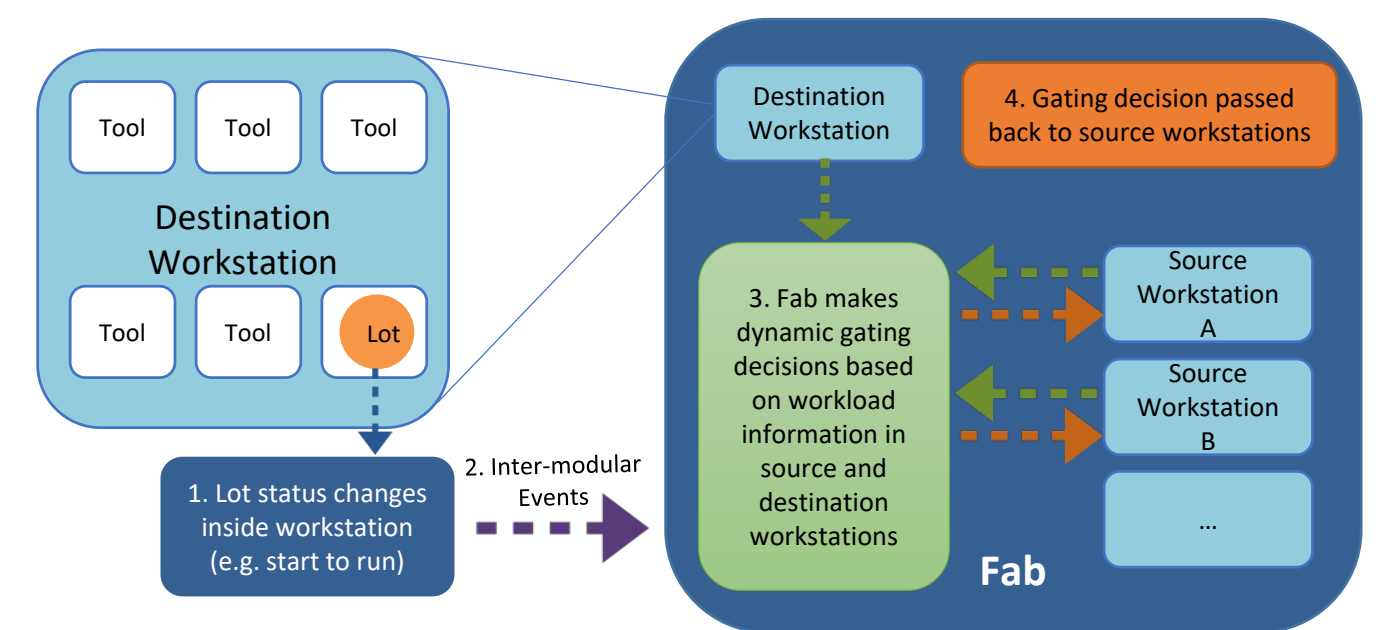 Tool
Tool
Tool
Destination
Workstation
Tool
Tool
Lot
1. Lot status changes
inside workstation
(e.g. start to run)
2. Inter-modular
Events
Destination
Workstation
4. Gating decision passed
back to source workstations
3. Fab makes
dynamic gating
decisions based
on workload
information in
source and
destination
workstations
Source
Workstation
A
Source
Workstation
B
...
Fab